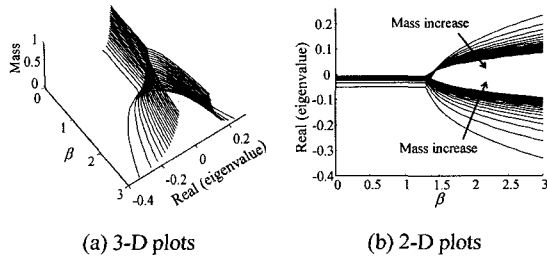 Mass
1
0.5
0
0
1
2
3
β
-0.4
-0.2
0
0.2
Real (eigenvalue)
(a) 3-D plots
Real (eigenvalue)
0.2
0.1
0
-0.1
-0.2
-0.3
-0.4
0
0.5
1
1.5
2
2.5
3
β
Mass increase
Mass increase
(b) 2-D plots